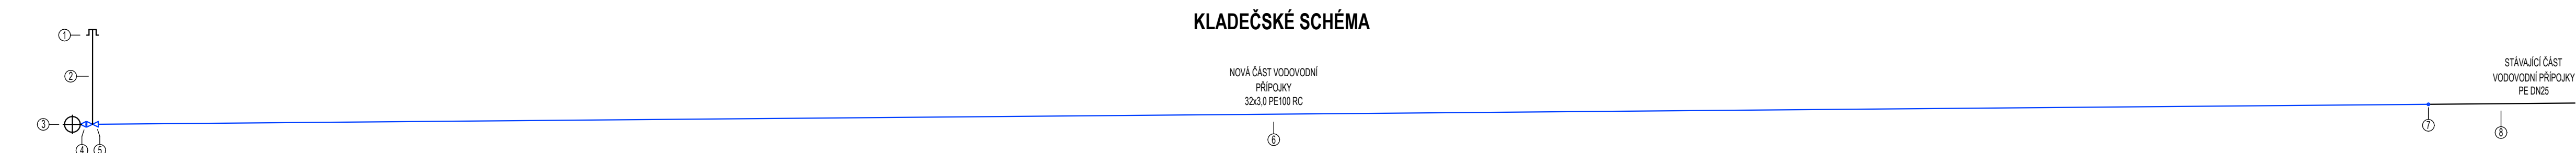 KLADEČSKÉ SCHÉMA
1
2
3
4
5
NOVÁ ČÁST VODOVODNÍ
PŘÍPOJKY
32x3,0 PE100 RC
6
7
STÁVAJÍCÍ ČÁST
VODOVODNÍ PŘÍPOJKY
PE DN25
8